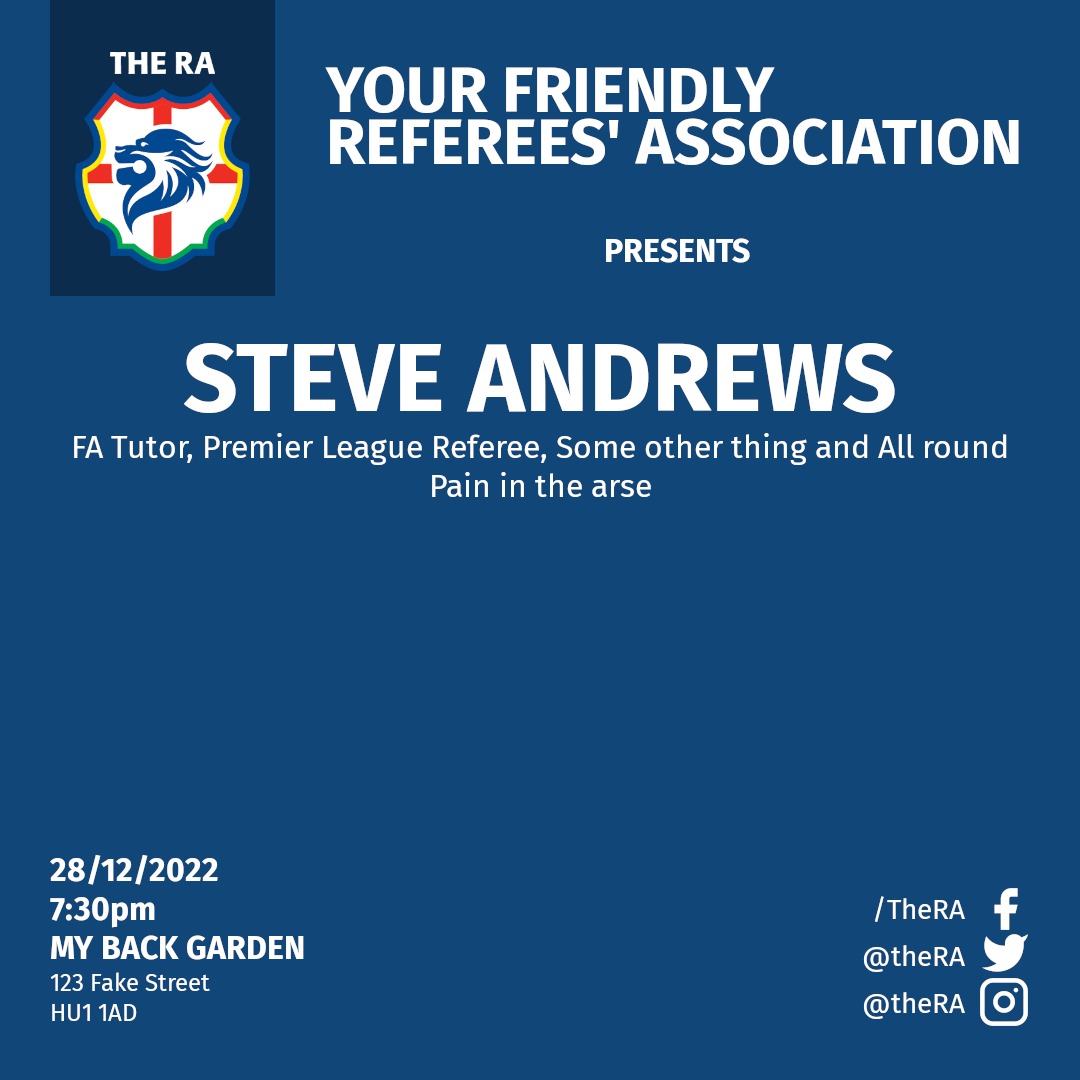 THE RA
YOUR FRIENDLY
REFEREES' ASSOCIATION
PRESENTS
STEVE ANDREWS
FA Tutor, Premier League Referee, Some other thing and All round
Pain in the arse
28/12/2022
7:30pm
MY BACK GARDEN
123 Fake Street
HU1 1AD
/TheRA
@theRA
@theRA